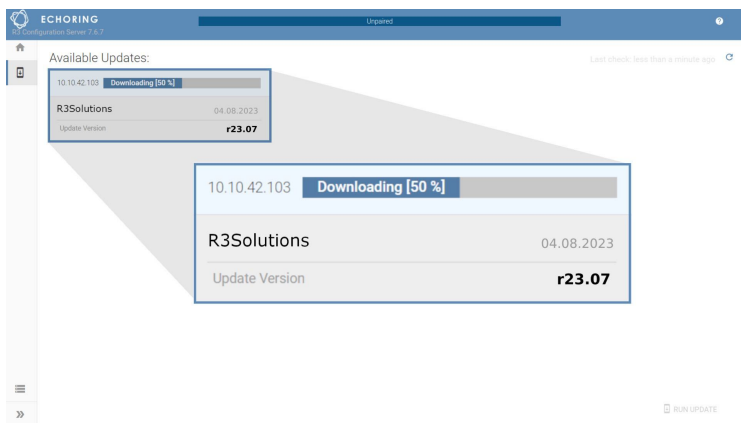 ECHORING
R3 Configuration Server 7.6.7
Unpaired
Available Updates:
Last check: less than a minute ago
10.10.42.103 Downloading [50 %]
R3Solutions 04.08.2023
Update Version r23.07
10.10.42.103 Downloading [50 %]
R3Solutions 04.08.2023
Update Version r23.07
RUN UPDATE